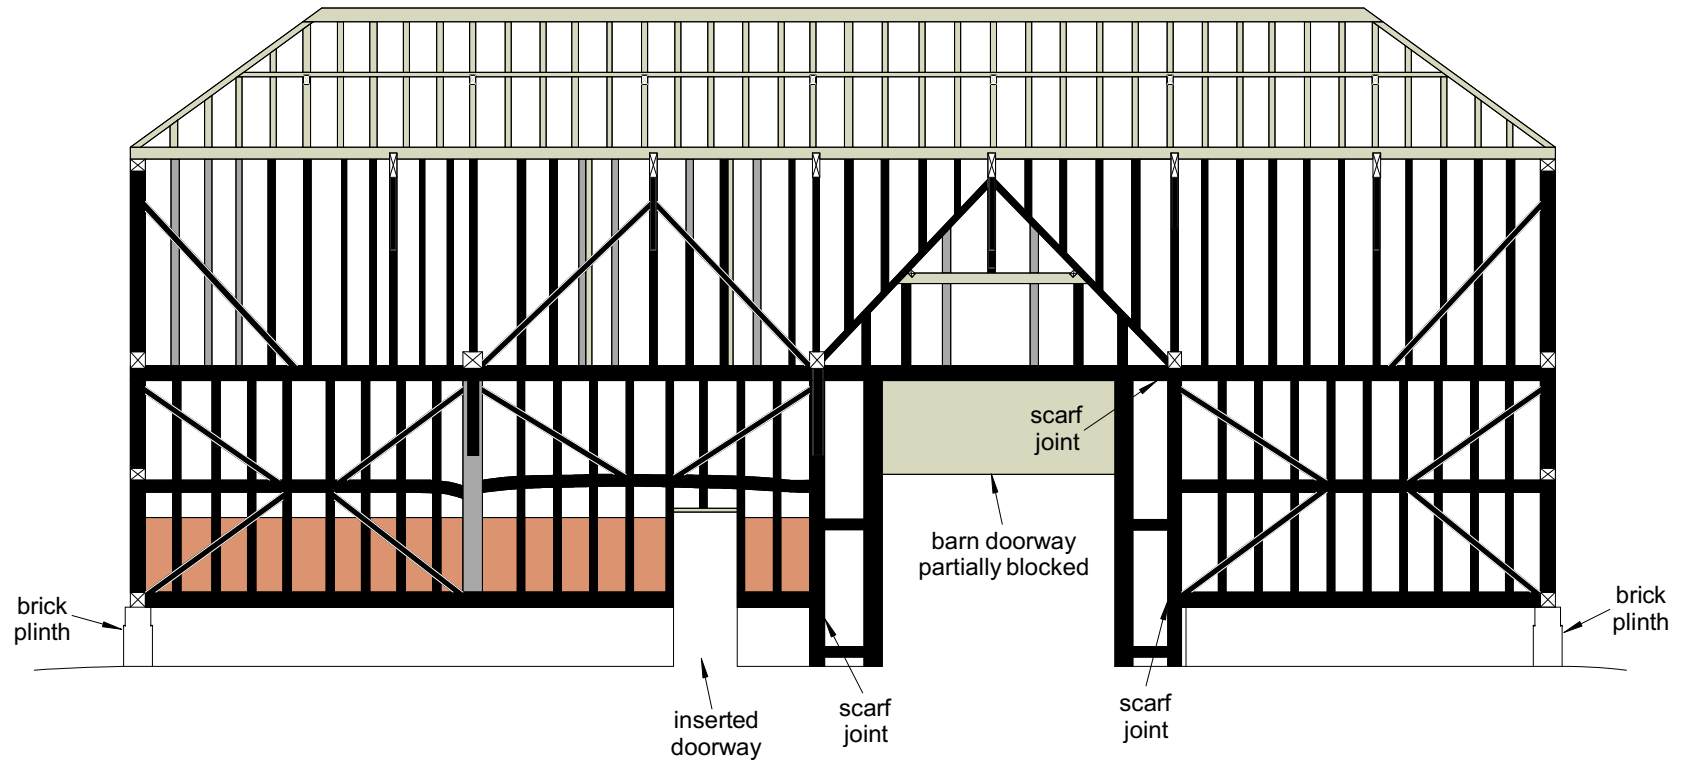 scarf
joint
barn doorway
partially blocked
brick
plinth
brick
plinth
inserted
doorway
scarf
joint
scarf
joint